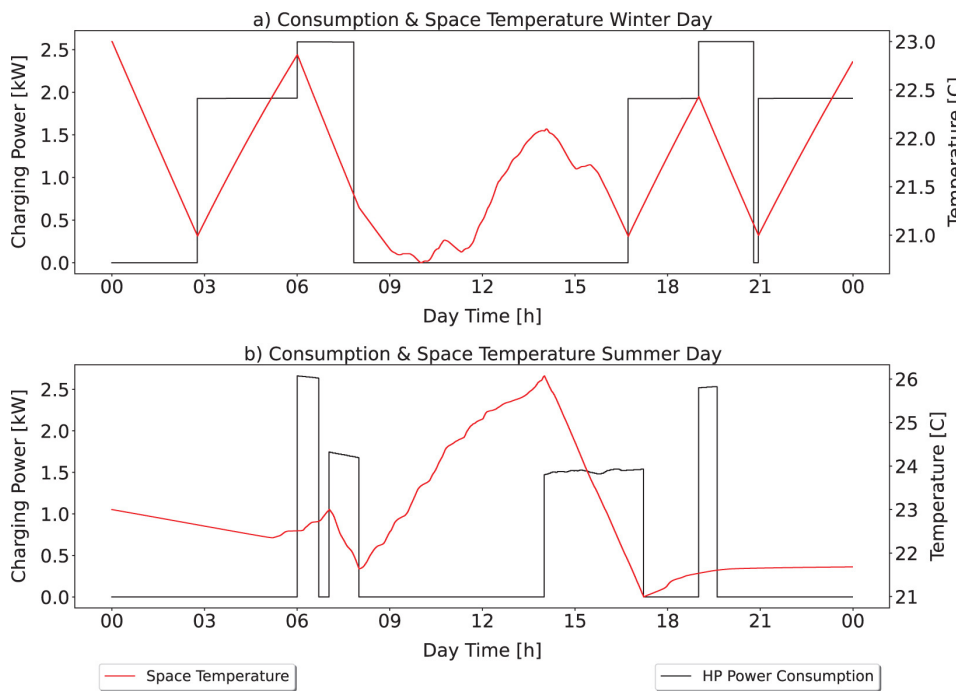 a) Consumption & Space Temperature Winter Day
Charging Power [kW]
2.5
2.0
1.5
1.0
0.5
0.0
23.0
22.5
22.0
21.5
21.0
Temperature [C]
00 03 06 09 12 15 18 21 00
Day Time [h]
b) Consumption & Space Temperature Summer Day
Charging Power [kW]
2.5
2.0
1.5
1.0
0.5
0.0
26
25
24
23
22
21
Temperature [C]
00 03 06 09 12 15 18 21 00
Day Time [h]
Space Temperature
HP Power Consumption